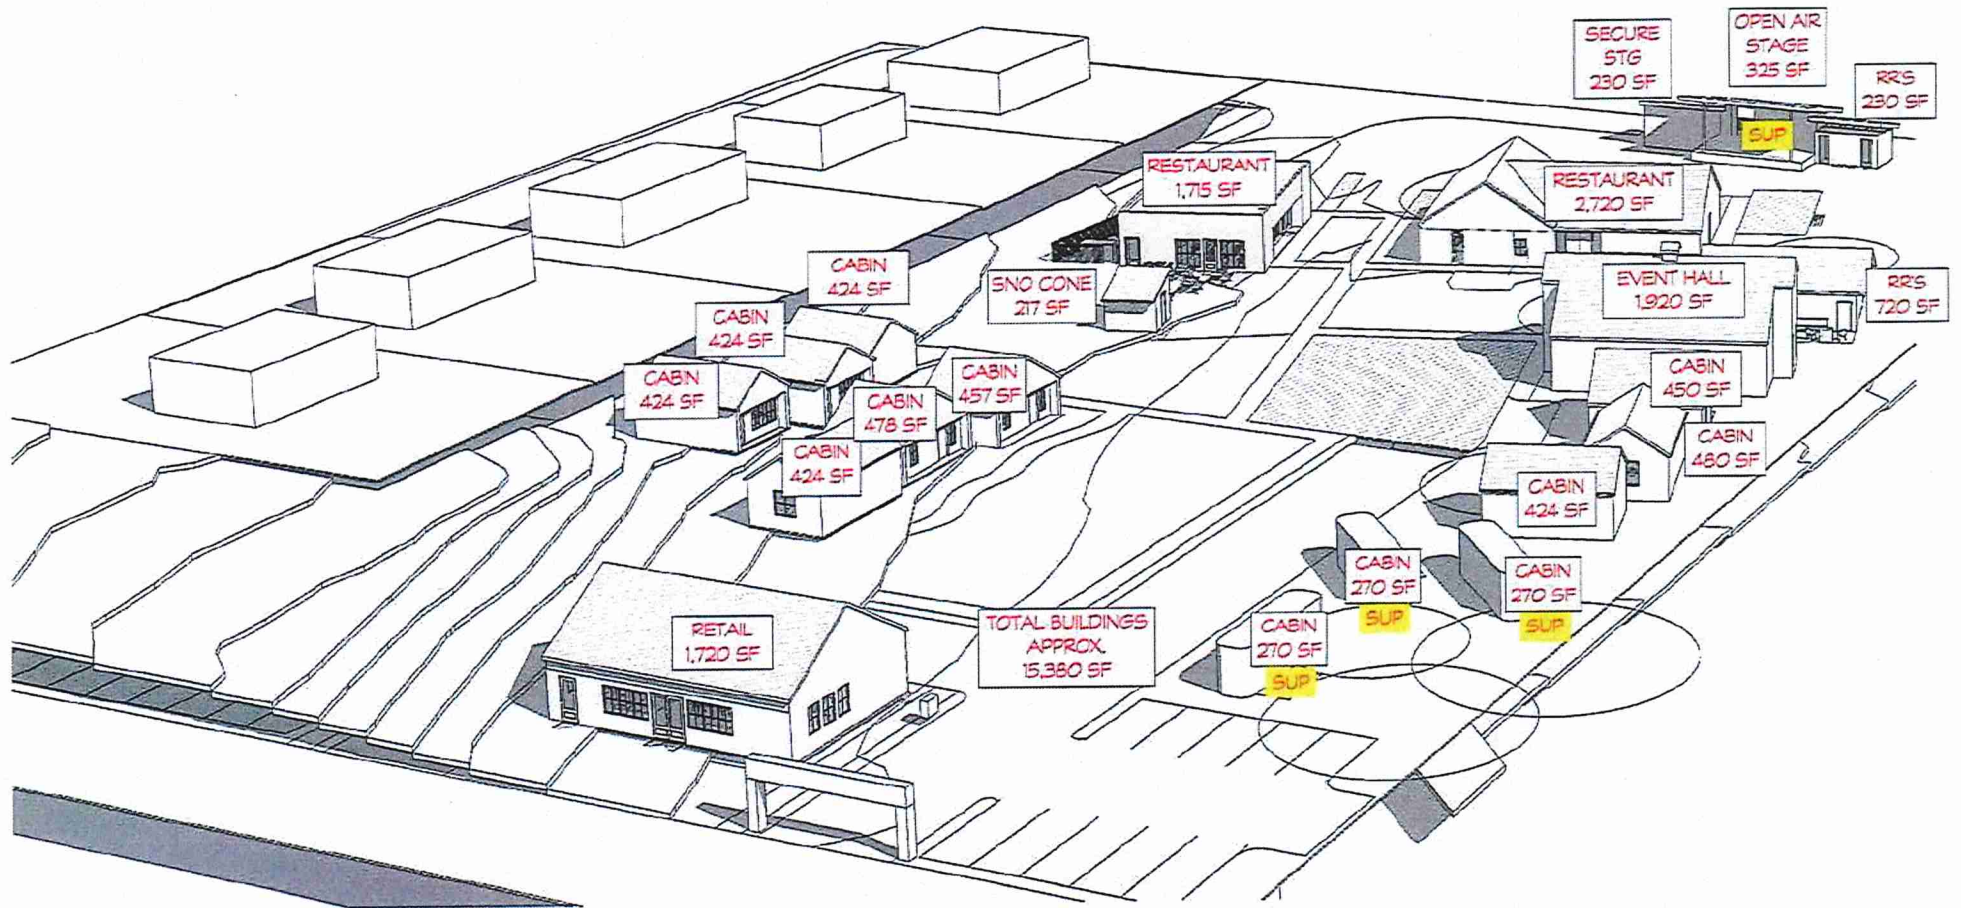 SECURE
STG
230 SF
OPEN AIR
STAGE
325 SF
SUP
RR'S
230 SF
RESTAURANT
1,715 SF
RESTAURANT
2,720 SF
CABIN
424 SF
SNO CONE
217 SF
EVENT HALL
1,920 SF
RR'S
720 SF
CABIN
424 SF
CABIN
424 SF
CABIN
457 SF
CABIN
478 SF
CABIN
424 SF
CABIN
450 SF
CABIN
480 SF
CABIN
424 SF
CABIN
270 SF
SUP
CABIN
270 SF
SUP
CABIN
270 SF
SUP
RETAIL
1,720 SF
TOTAL BUILDINGS
APPROX.
15,380 SF